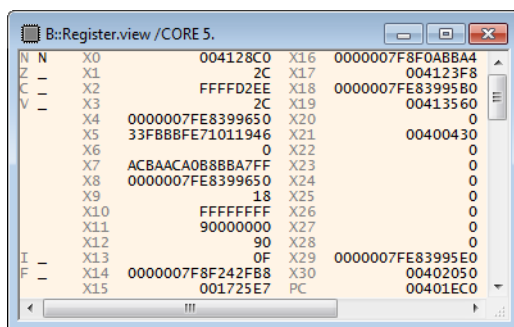 B::Register.view /CORE 5.
N N X0 004128C0 X16 0000007F8F0ABBA4
Z _ X1 2C X17 004123F8
C _ X2 FFFFD2EE X18 0000007FE83995B0
V _ X3 2C X19 00413560
X4 0000007FE8399650 X20 0
X5 33FBBBFE71011946 X21 00400430
X6 0 X22 0
X7 ACBAACA0B8BBA7FF X23 0
X8 0000007FE8399650 X24 0
X9 18 X25 0
X10 FFFFFFFF X26 0
X11 90000000 X27 0
X12 90 X28 0
I _ X13 0F X29 0000007FE83995E0
F _ X14 0000007F8F242FB8 X30 00402050
X15 001725E7 PC 00401EC0